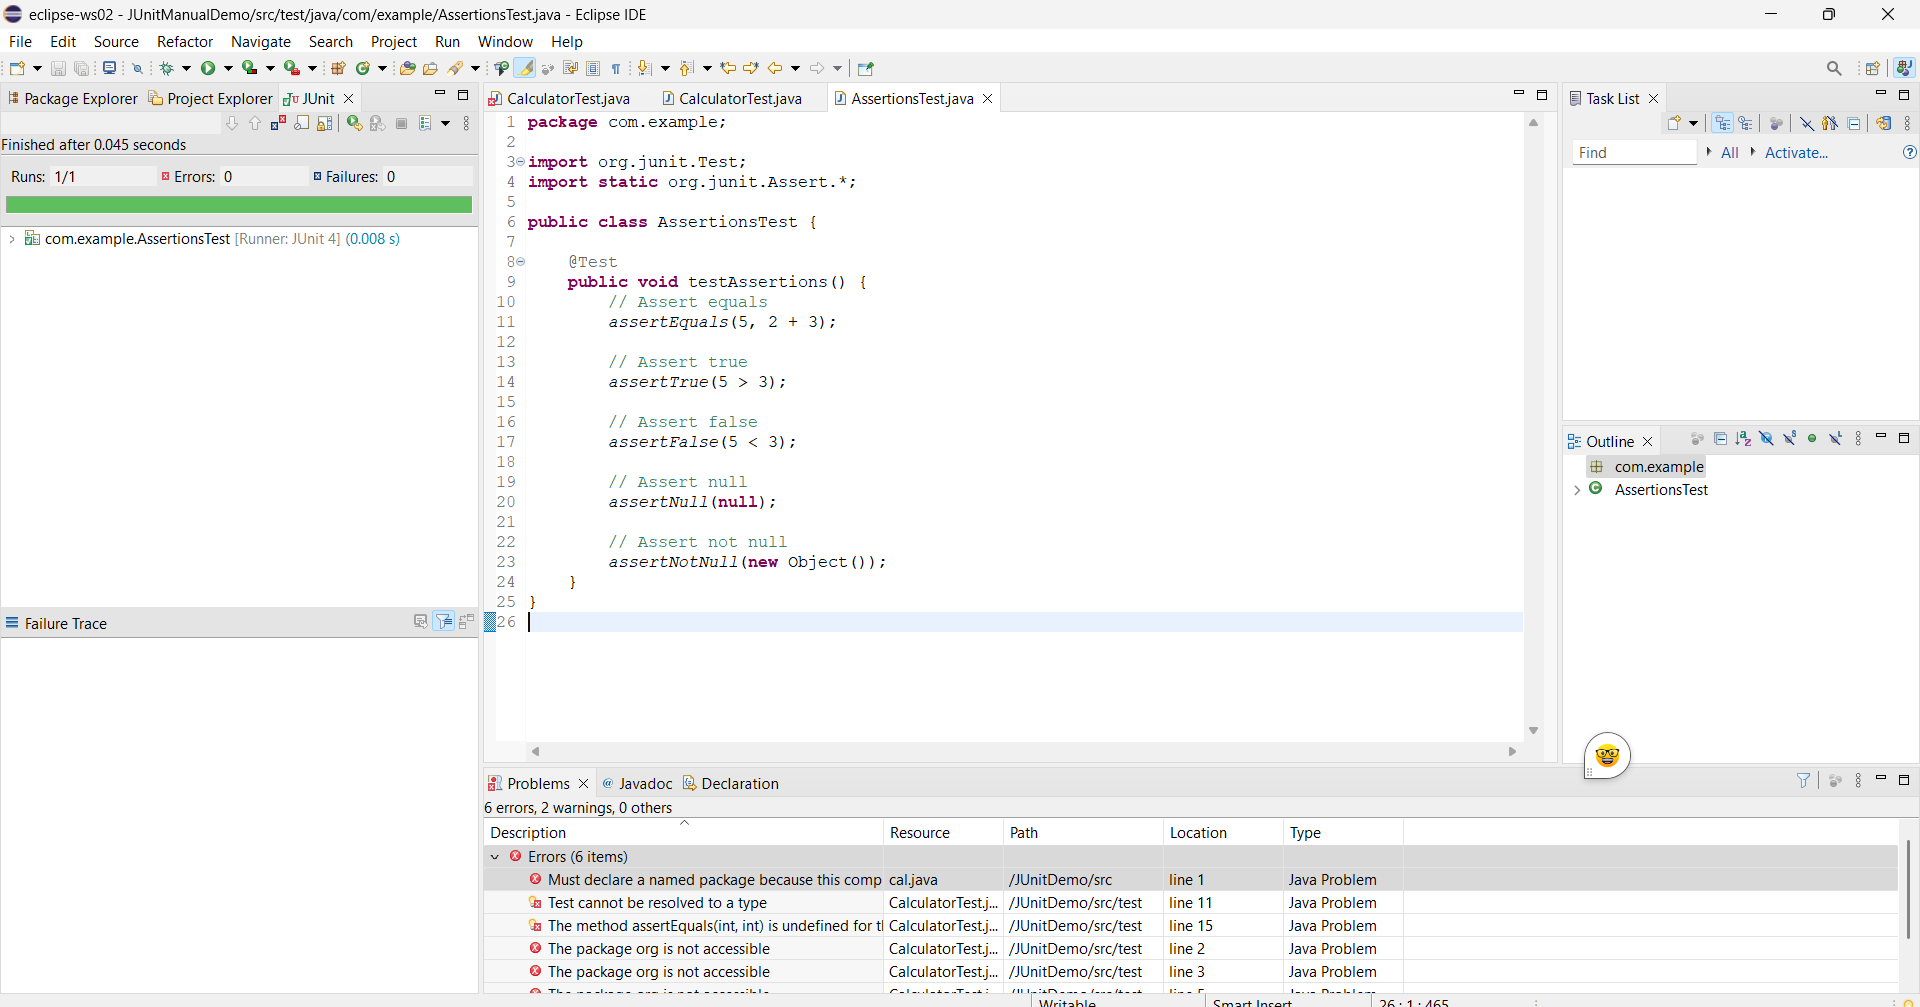 eclipse-ws02 - JUnitManualDemo/src/test/java/com/example/AssertionsTest.java - Eclipse IDE
File Edit Source Refactor Navigate Search Project Run Window Help
Package Explorer Project Explorer JUnit
Finished after 0.045 seconds
Runs: 1/1 Errors: 0 Failures: 0
com.example.AssertionsTest [Runner: JUnit 4] (0.008 s)
Failure Trace
CalculatorTest.java CalculatorTest.java AssertionsTest.java
1 package com.example;
2
3 import org.junit.Test;
4 import static org.junit.Assert.*;
5
6 public class AssertionsTest {
7
8 @Test
9 public void testAssertions() {
10 // Assert equals
11 assertEquals(5, 2 + 3);
12
13 // Assert true
14 assertTrue(5 > 3);
15
16 // Assert false
17 assertFalse(5 < 3);
18
19 // Assert null
20 assertNull(null);
21
22 // Assert not null
23 assertNotNull(new Object());
24 }
25 }
26
Task List
Find All Activate...
Outline
com.example
AssertionsTest
Problems Javadoc Declaration
6 errors, 2 warnings, 0 others
Description Resource Path Location Type
Errors (6 items)
Must declare a named package because this comp cal.java /JUnitDemo/src line 1 Java Problem
Test cannot be resolved to a type CalculatorTest.j... /JUnitDemo/src/test line 11 Java Problem
The method assertEquals(int, int) is undefined for t CalculatorTest.j... /JUnitDemo/src/test line 15 Java Problem
The package org is not accessible CalculatorTest.j... /JUnitDemo/src/test line 2 Java Problem
The package org is not accessible CalculatorTest.j... /JUnitDemo/src/test line 3 Java Problem
Writable Smart Insert 26 : 1 : 465